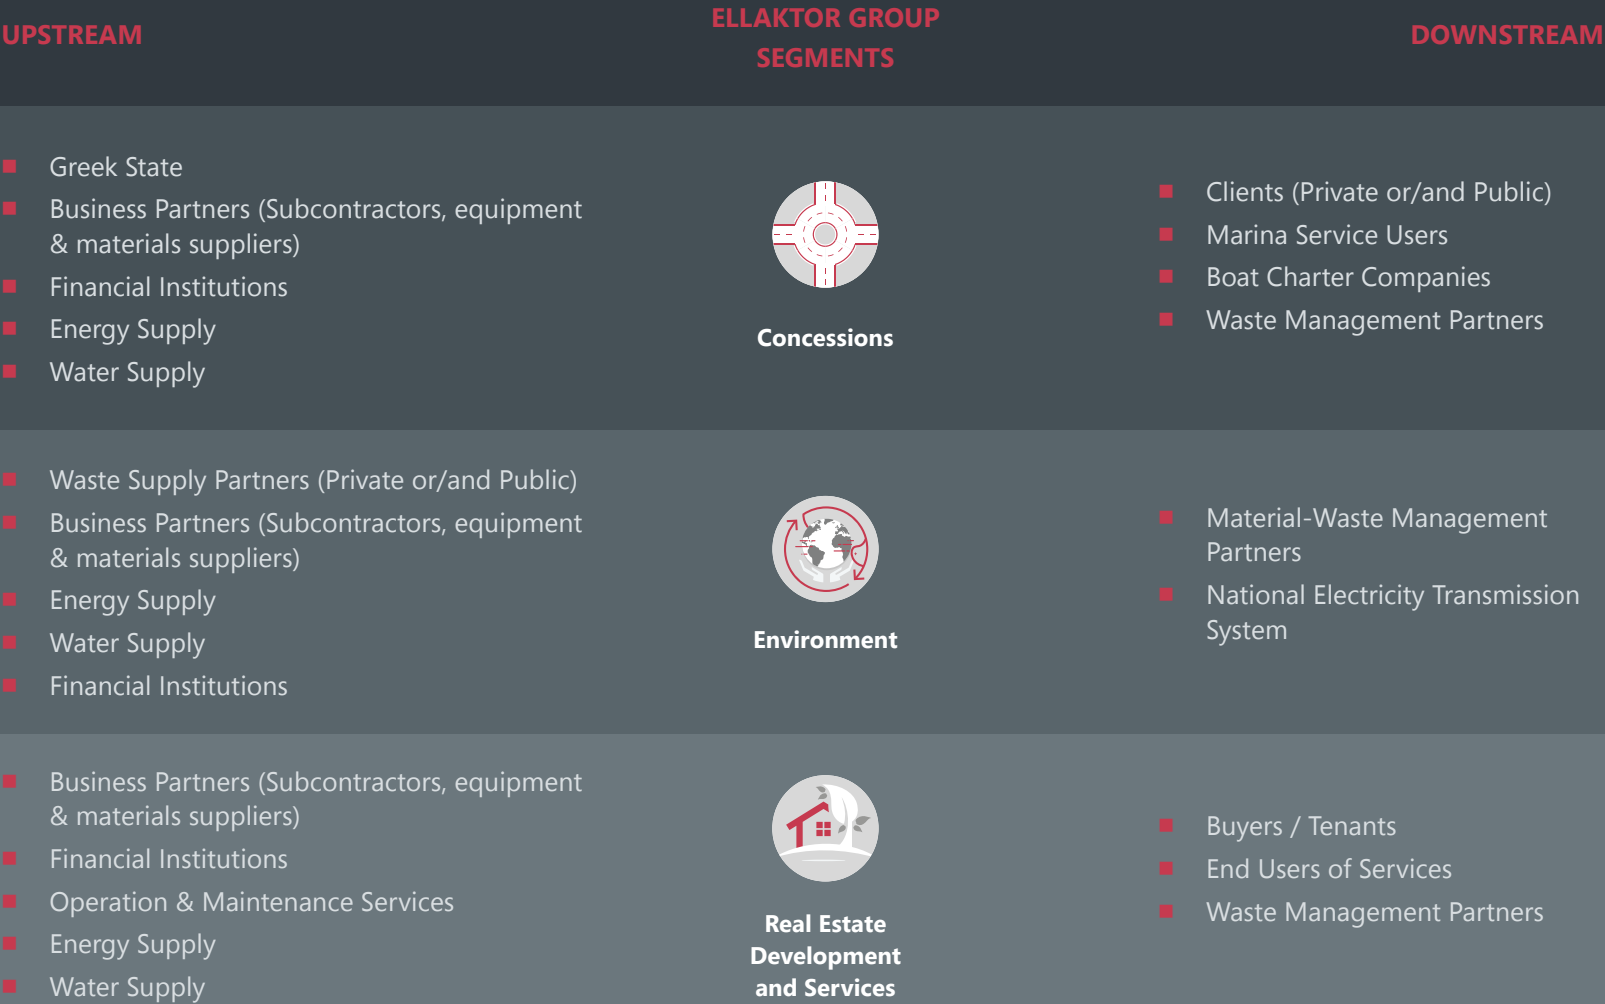 UPSTREAM
ELLAKTOR GROUP
SEGMENTS
DOWNSTREAM
Greek State
Business Partners (Subcontractors, equipment
& materials suppliers)
Financial Institutions
Energy Supply
Water Supply
Concessions
Clients (Private or/and Public)
Marina Service Users
Boat Charter Companies
Waste Management Partners
Waste Supply Partners (Private or/and Public)
Business Partners (Subcontractors, equipment
& materials suppliers)
Energy Supply
Water Supply
Financial Institutions
Environment
Material-Waste Management
Partners
National Electricity Transmission
System
Business Partners (Subcontractors, equipment
& materials suppliers)
Financial Institutions
Operation & Maintenance Services
Energy Supply
Water Supply
Real Estate
Development
and Services
Buyers / Tenants
End Users of Services
Waste Management Partners